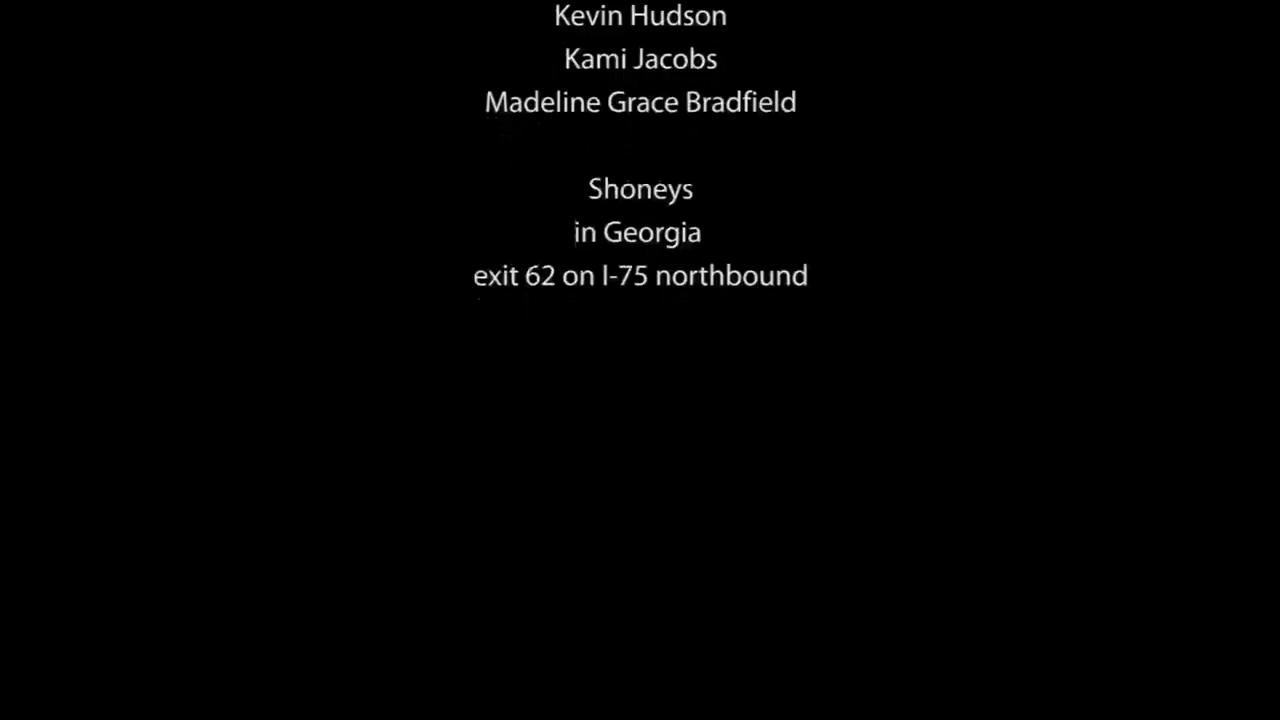 Kevin Hudson
Kami Jacobs
Madeline Grace Bradfield
Shoneys
in Georgia
exit 62 on I-75 northbound